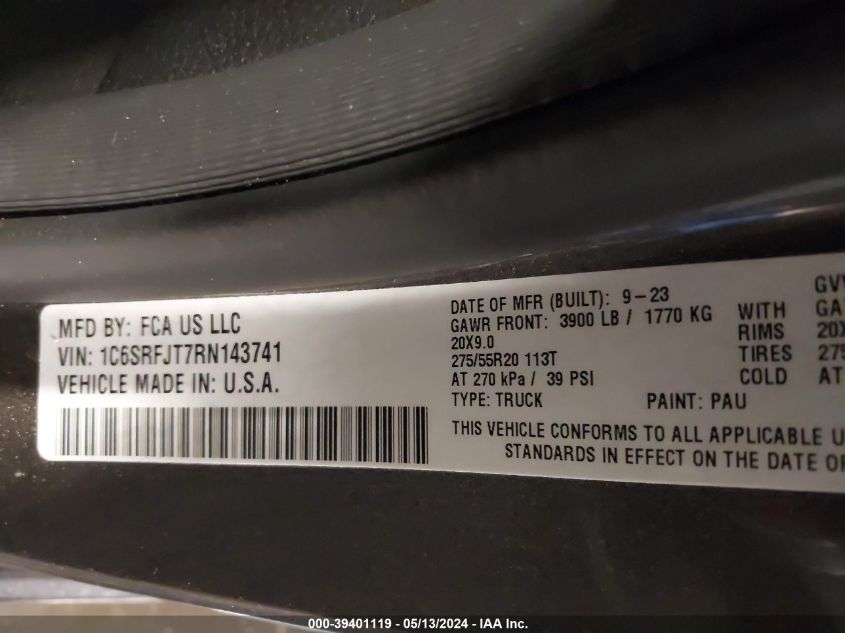 MFD BY: FCA US LLC
VIN: 1C6SRFJT7RN143741
VEHICLE MADE IN: U.S.A.
DATE OF MFR (BUILT): 9-23
GAWR FRONT: 3900 LB / 1770 KG
20X9.0
275/55R20 113T
AT 270 kPa / 39 PSI
TYPE: TRUCK PAINT: PAU
WITH
RIMS 20X
TIRES 275
COLD AT
THIS VEHICLE CONFORMS TO ALL APPLICABLE
STANDARDS IN EFFECT ON THE DATE
000-39401119 - 05/13/2024 - IAA Inc.